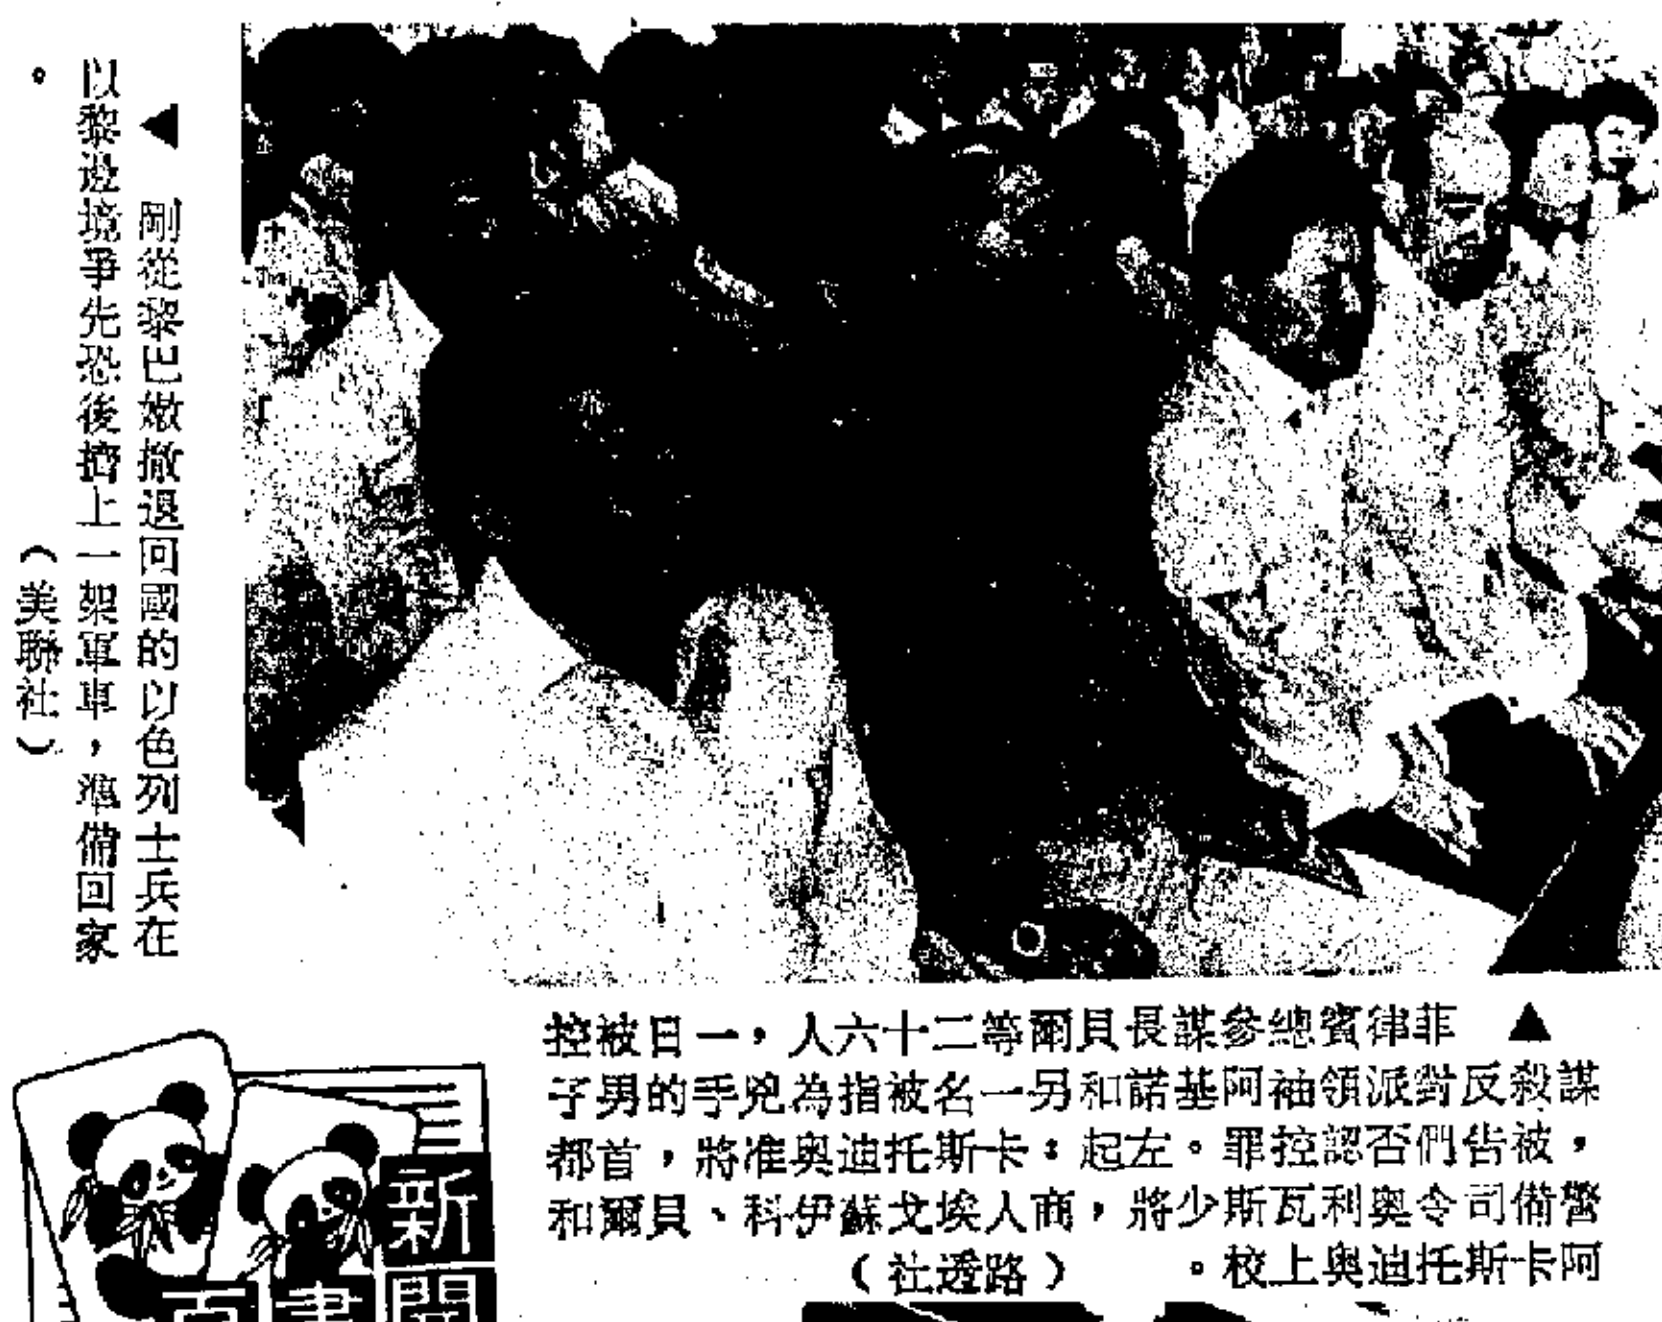 ▲　剛從黎巴嫩撤退回國的以色列士兵在
以黎邊境爭先恐後擠上一架軍車，準備回家
。　（美聯社）
▲　菲律賓總參謀長貝爾等二十六人，一日被控
謀殺反對派領袖阿基諾和另一名被指為兇手的男子
，被告們否認控罪。左起：卡斯托迪奧准將，首都
警備司令奧利瓦斯少將，商人埃戈蘇伊科、貝爾和
阿卡斯托迪奧上校。　（路透社）
新聞
畫頁